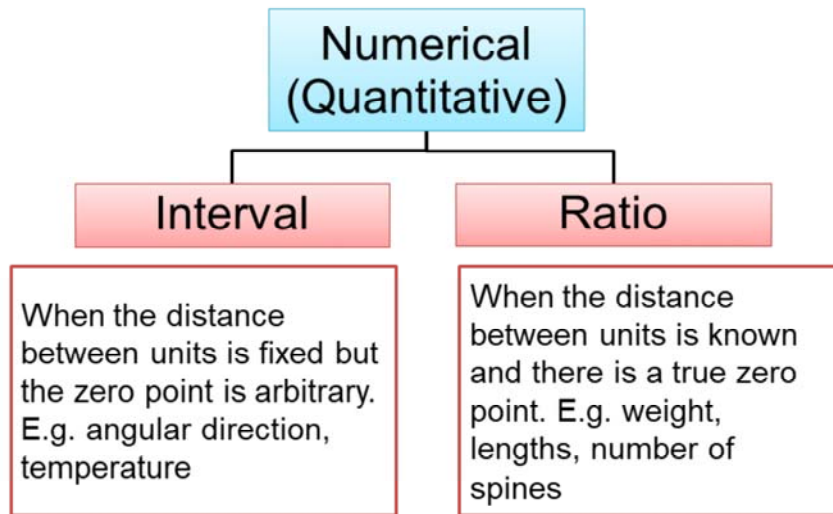 Numerical
(Quantitative)
Interval
Ratio
When the distance
between units is fixed but
the zero point is arbitrary.
E.g. angular direction,
temperature
When the distance
between units is known
and there is a true zero
point. E.g. weight,
lengths, number of
spines